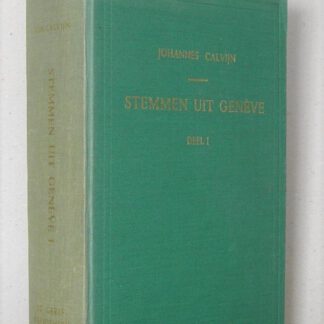 JOHANNES CALVIJN
STEMMEN UIT GENÈVE
DEEL I
STEMMEN UIT GENÈVE I